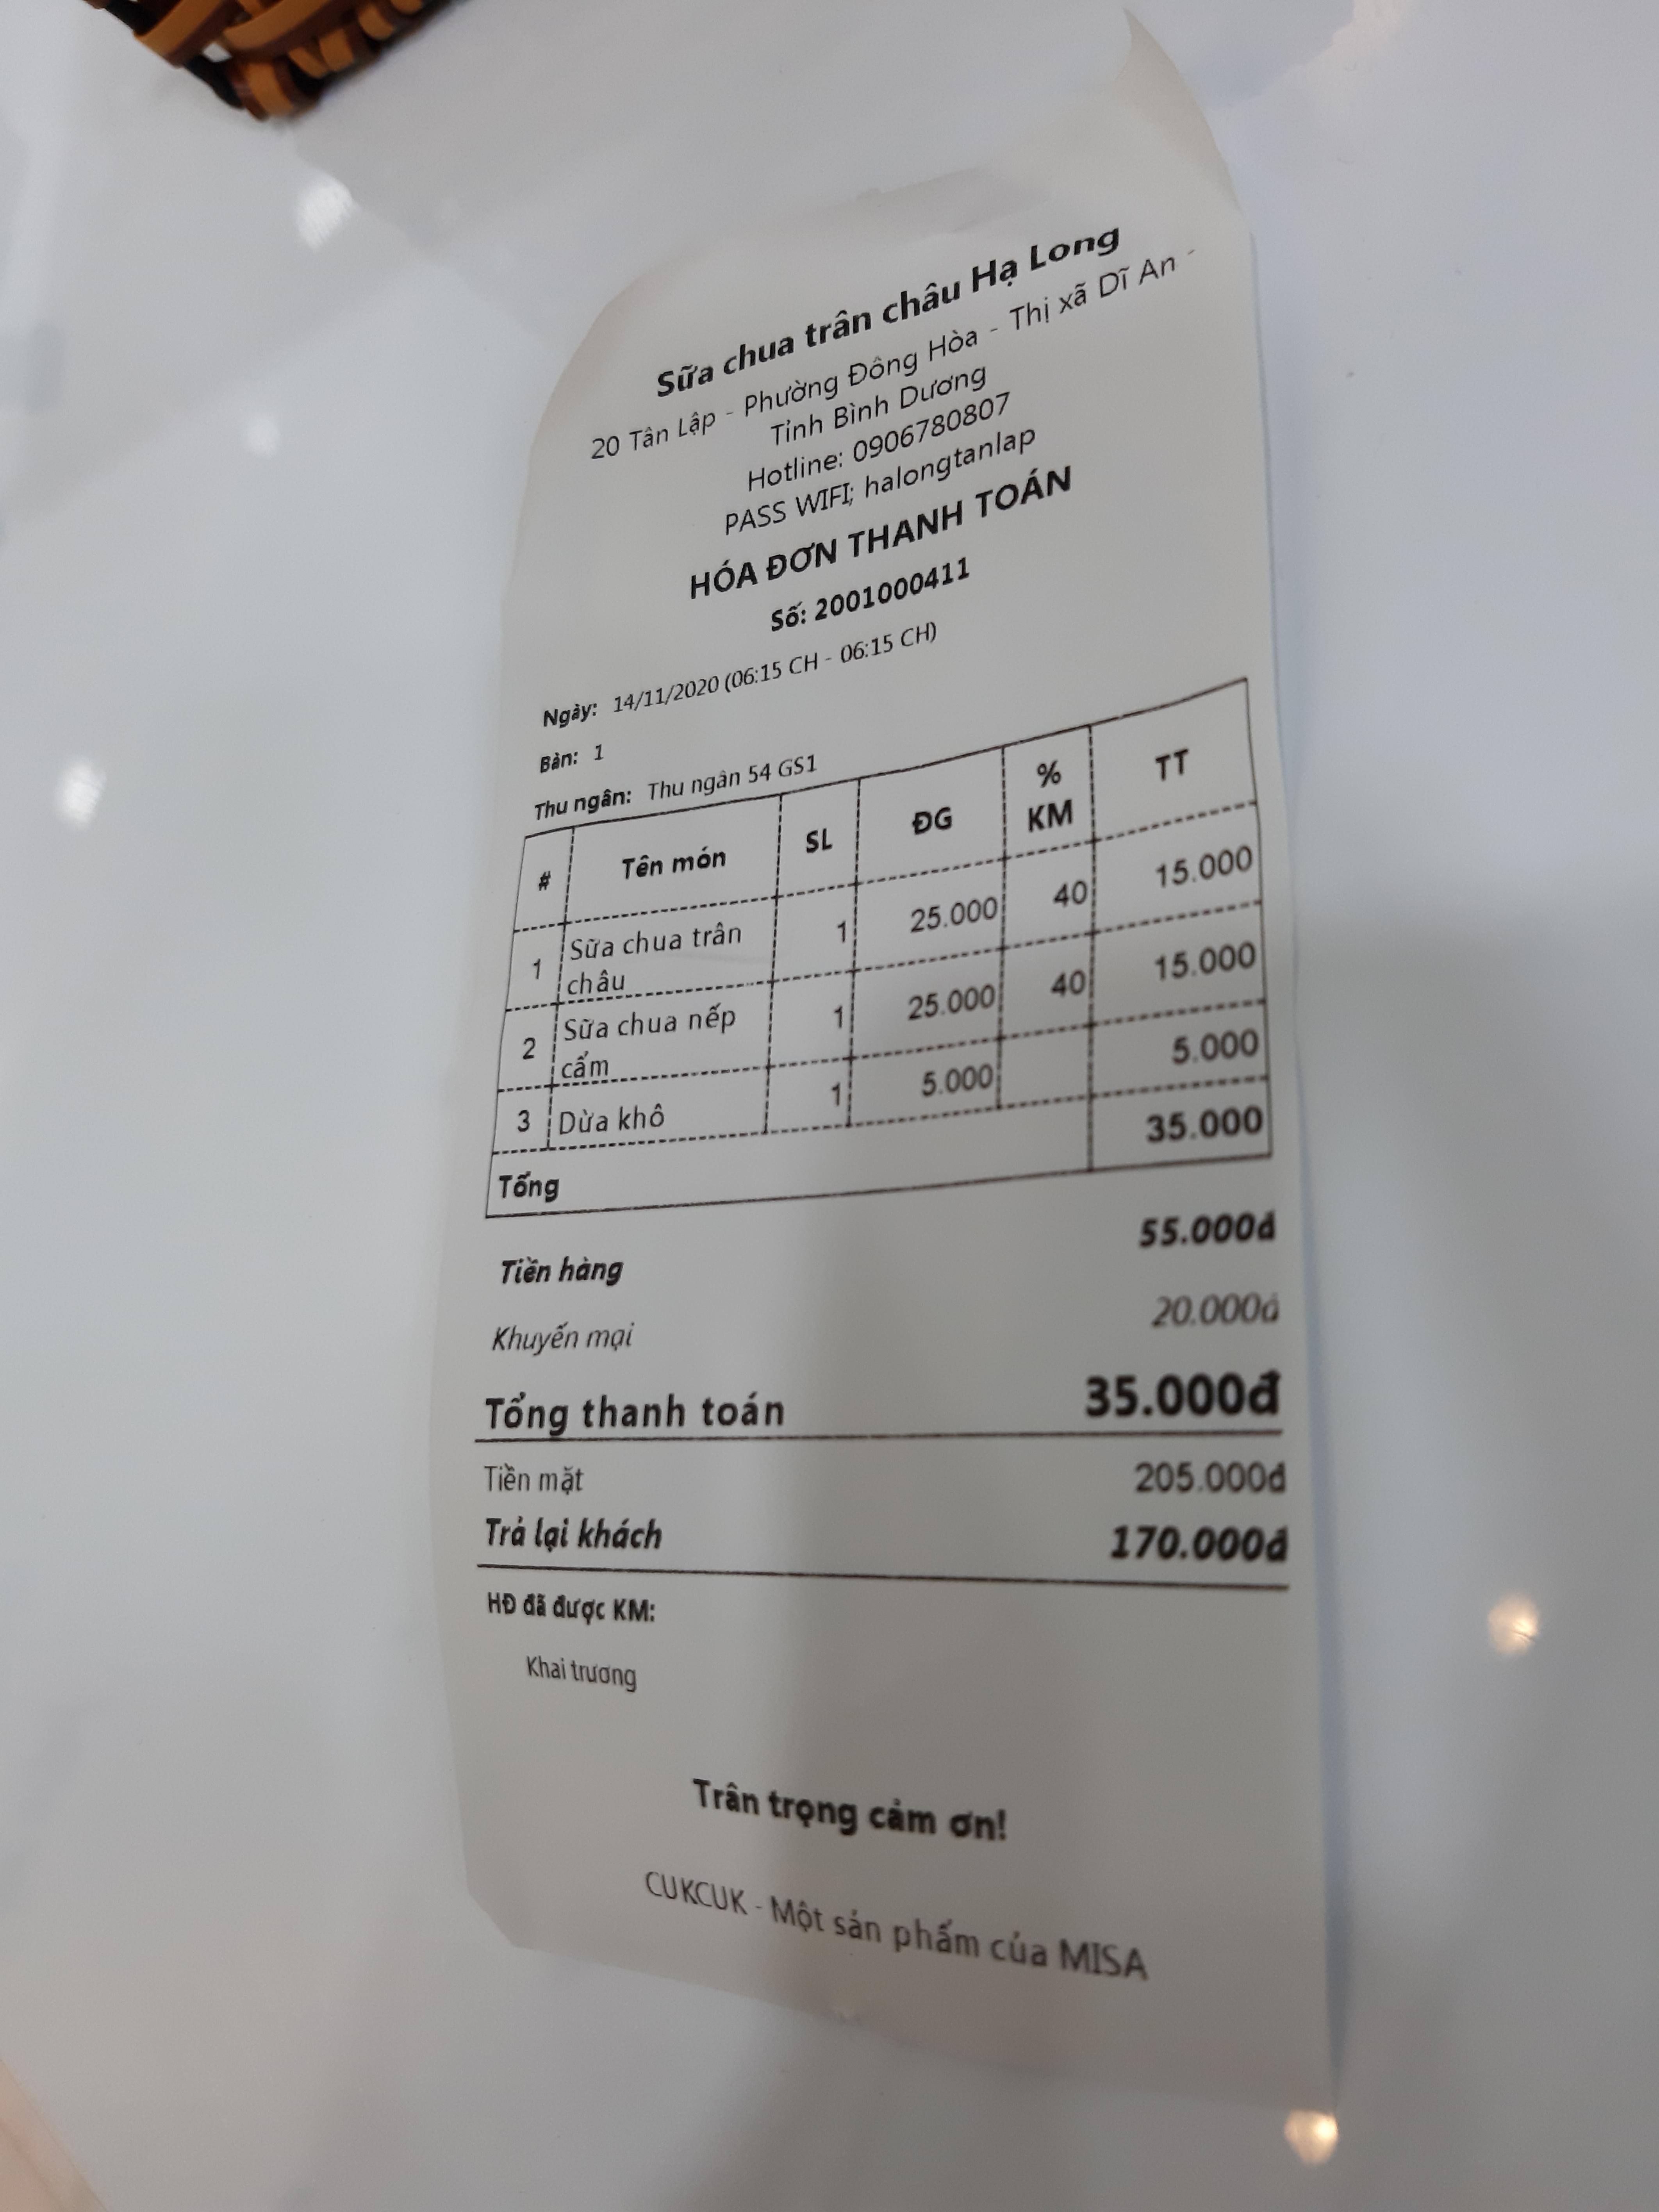 Sữa chua trân châu Hạ Long
20 Tân Lập - Phường Đông Hòa - Thị xã Dĩ An -
Tỉnh Bình Dương
Hotline: 0906780807
PASS WIFI; halongtanlap
HÓA ĐƠN THANH TOÁN
Số: 2001000411
Ngày: 14/11/2020 (06:15 CH - 06:15 CH)
Bàn: 1
Thu ngân: Thu ngân 54 GS1
# Tên món SL ĐG % KM TT
1 Sữa chua trân 1 25.000 40 15.000
châu
2 Sữa chua nếp 1 25.000 40 15.000
cẩm
3 Dừa khô 1 5.000 5.000
Tổng 35.000
Tiền hàng 55.000đ
Khuyến mại 20.000đ
Tổng thanh toán 35.000đ
Tiền mặt 205.000đ
Trả lại khách 170.000đ
HĐ đã được KM:
Khai trương
Trân trọng cảm ơn!
CUKCUK - Một sản phẩm của MISA